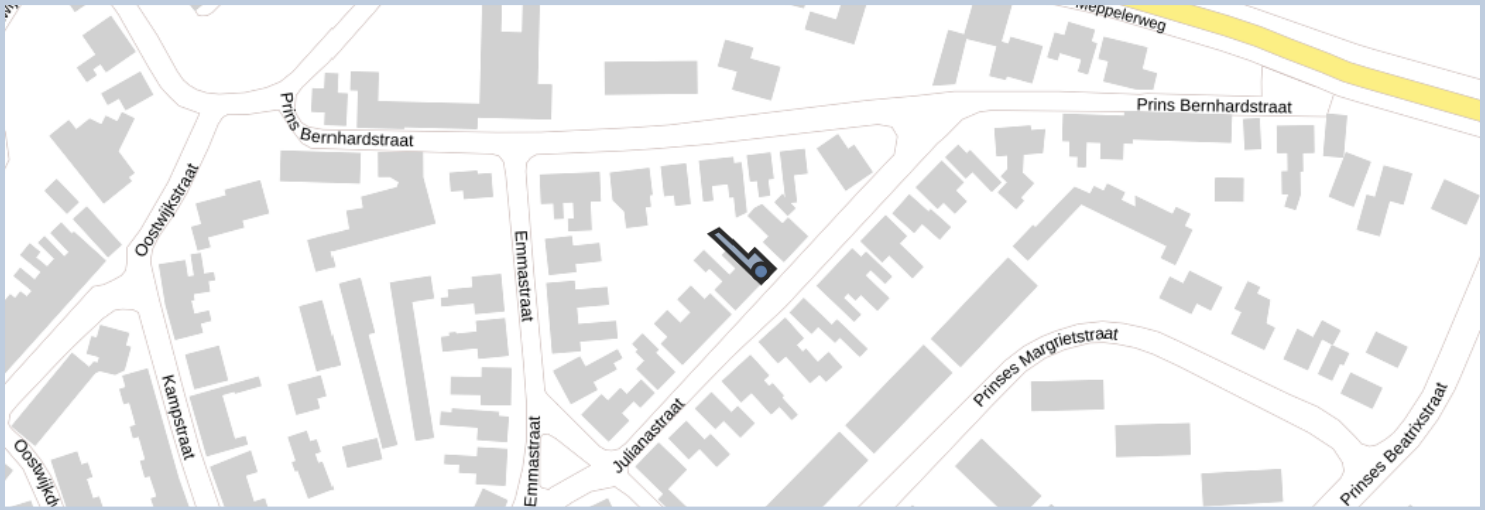 Meppelerweg
Prins Bernhardstraat
Prins Bernhardstraat
Oostwijkstraat
Emmastraat
Prinses Margrietstraat
Kampstraat
Julianastraat
Emmastraat
Prinses Beatrixstraat